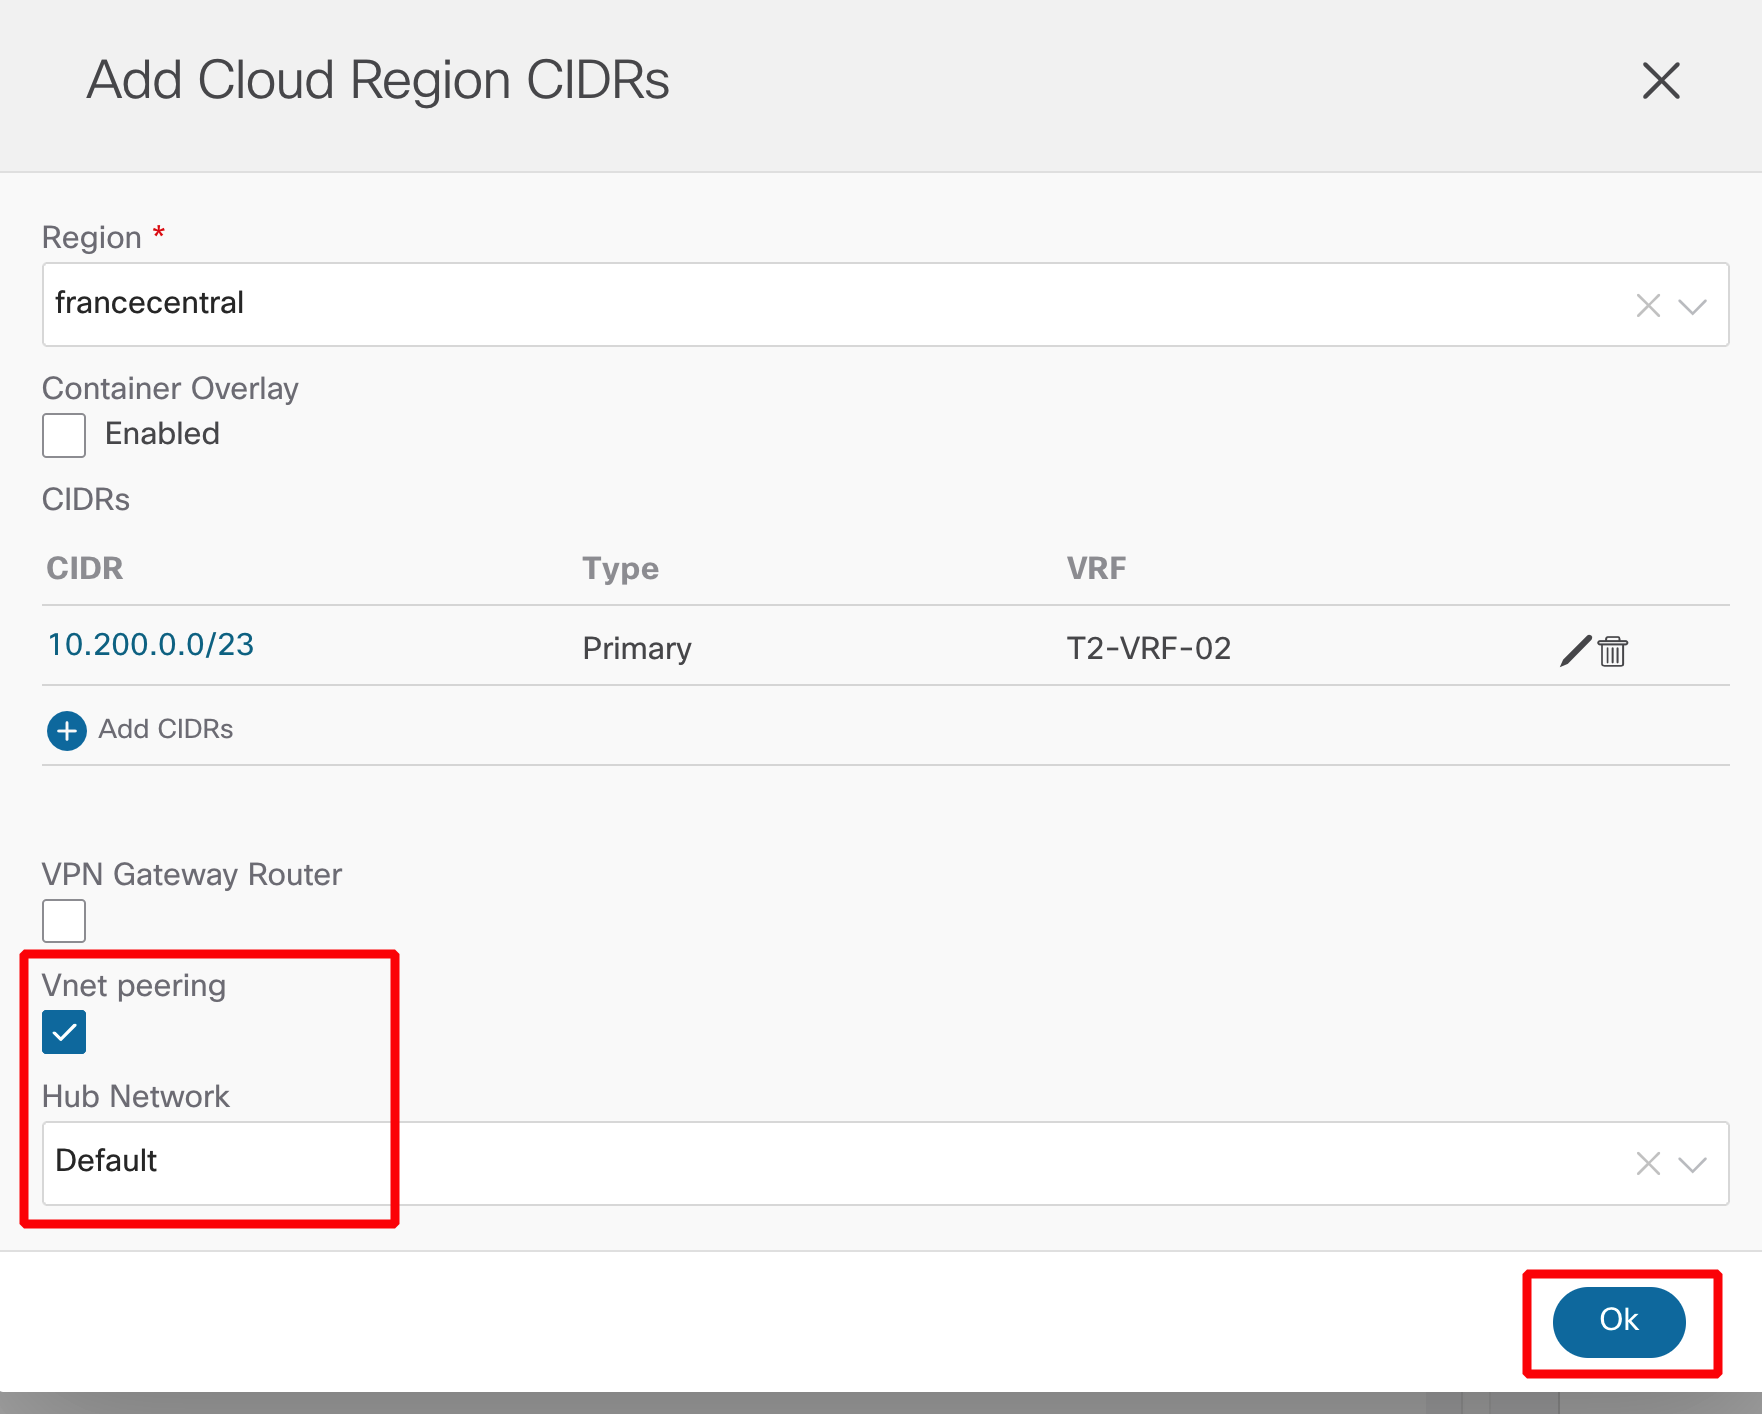 Add Cloud Region CIDRs
Region *
francecentral
Container Overlay
Enabled
CIDRs
CIDR Type VRF
10.200.0.0/23 Primary T2-VRF-02
Add CIDRs
VPN Gateway Router
Vnet peering
Hub Network
Default
Ok